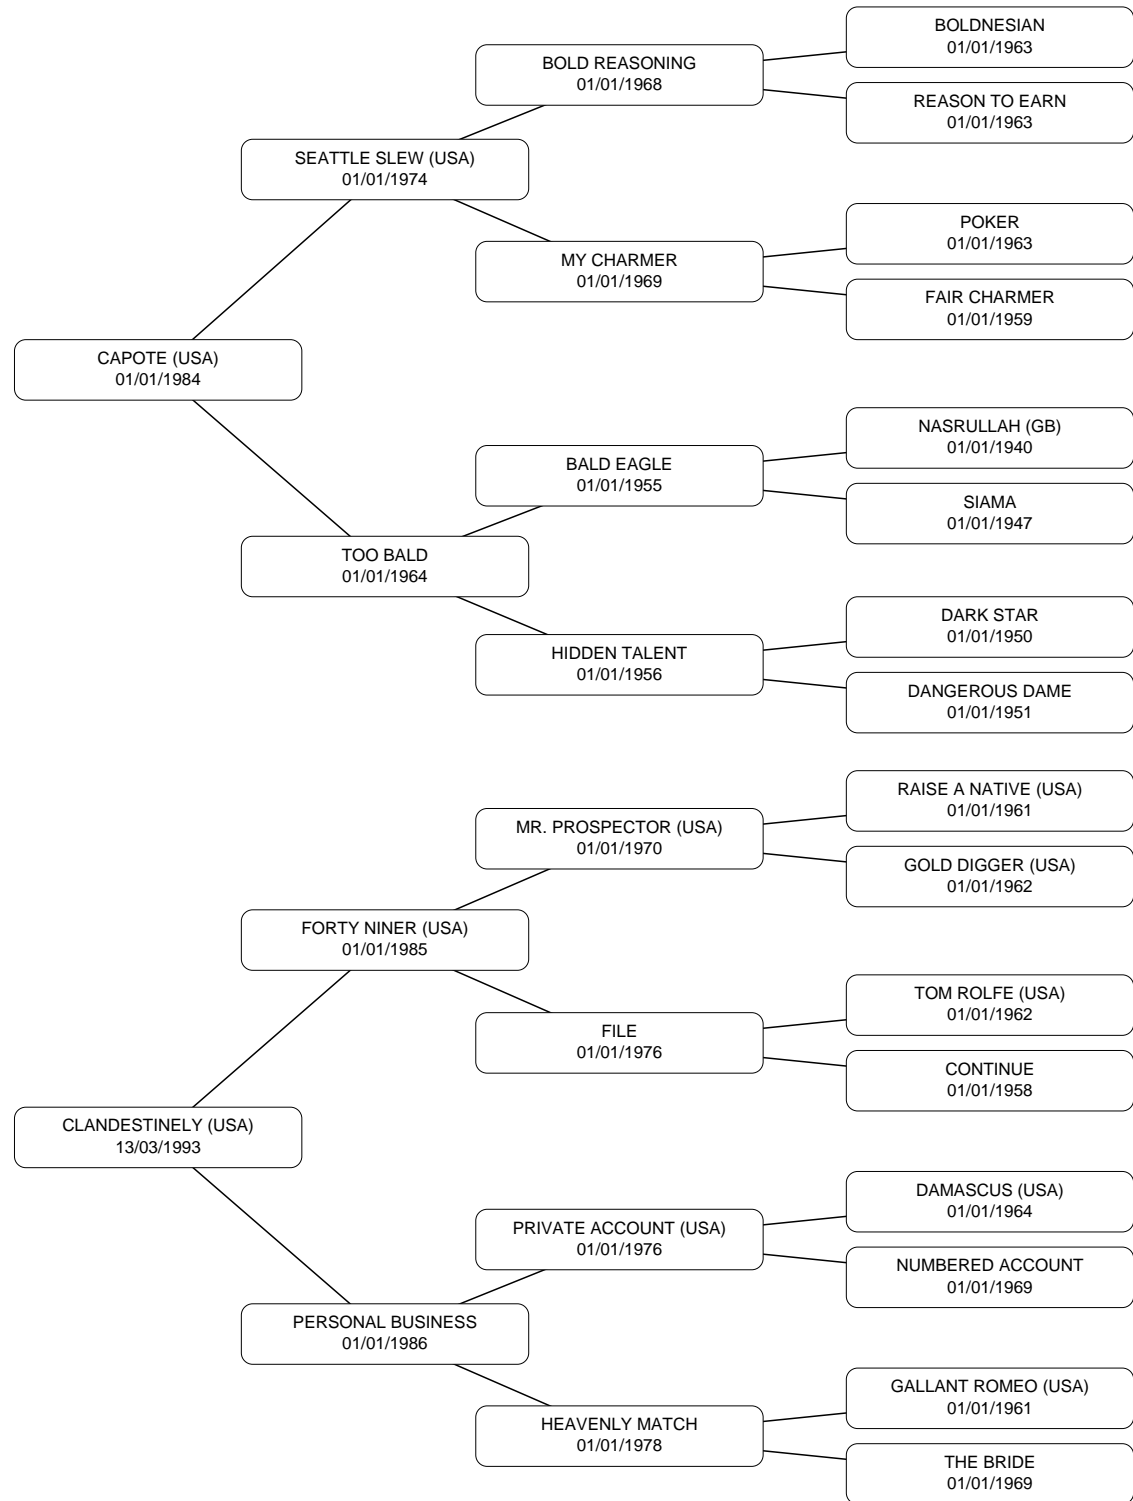 BOLDNESIAN
01/01/1963
BOLD REASONING
01/01/1968
REASON TO EARN
01/01/1963
SEATTLE SLEW (USA)
01/01/1974
POKER
01/01/1963
MY CHARMER
01/01/1969
FAIR CHARMER
01/01/1959
CAPOTE (USA)
01/01/1984
NASRULLAH (GB)
01/01/1940
BALD EAGLE
01/01/1955
SIAMA
01/01/1947
TOO BALD
01/01/1964
DARK STAR
01/01/1950
HIDDEN TALENT
01/01/1956
DANGEROUS DAME
01/01/1951
RAISE A NATIVE (USA)
01/01/1961
MR. PROSPECTOR (USA)
01/01/1970
GOLD DIGGER (USA)
01/01/1962
FORTY NINER (USA)
01/01/1985
TOM ROLFE (USA)
01/01/1962
FILE
01/01/1976
CONTINUE
01/01/1958
CLANDESTINELY (USA)
13/03/1993
DAMASCUS (USA)
01/01/1964
PRIVATE ACCOUNT (USA)
01/01/1976
NUMBERED ACCOUNT
01/01/1969
PERSONAL BUSINESS
01/01/1986
GALLANT ROMEO (USA)
01/01/1961
HEAVENLY MATCH
01/01/1978
THE BRIDE
01/01/1969